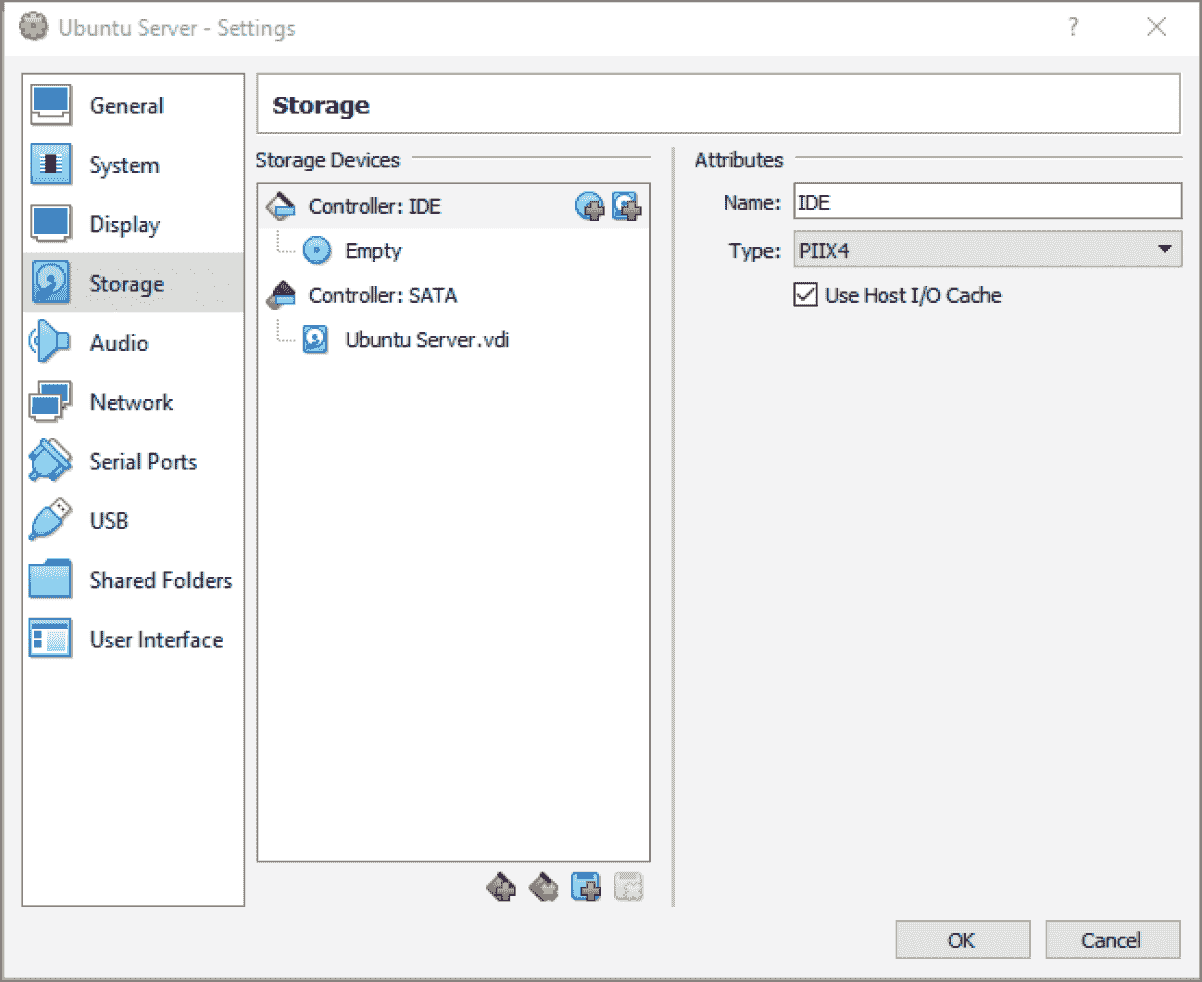 Ubuntu Server - Settings
?
General
System
Display
Storage
Audio
Network
Serial Ports
USB
Shared Folders
User Interface
Storage
Storage Devices
Controller: IDE
Empty
Controller: SATA
Ubuntu Server.vdi
Attributes
Name: IDE
Type: PIIX4
Use Host I/O Cache
OK
Cancel